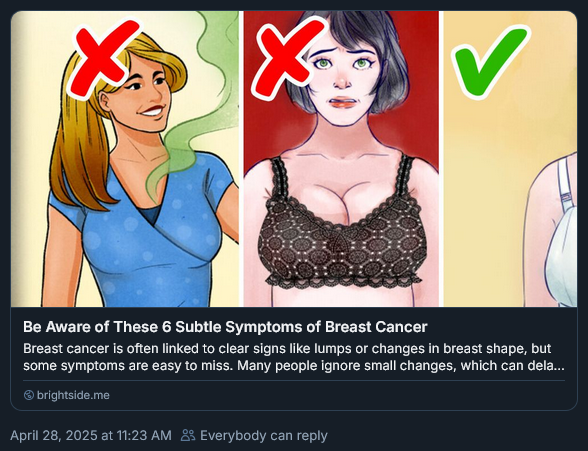 Be Aware of These 6 Subtle Symptoms of Breast Cancer
Breast cancer is often linked to clear signs like lumps or changes in breast shape, but
some symptoms are easy to miss. Many people ignore small changes, which can dela...
brightside.me
April 28, 2025 at 11:23 AM Everybody can reply